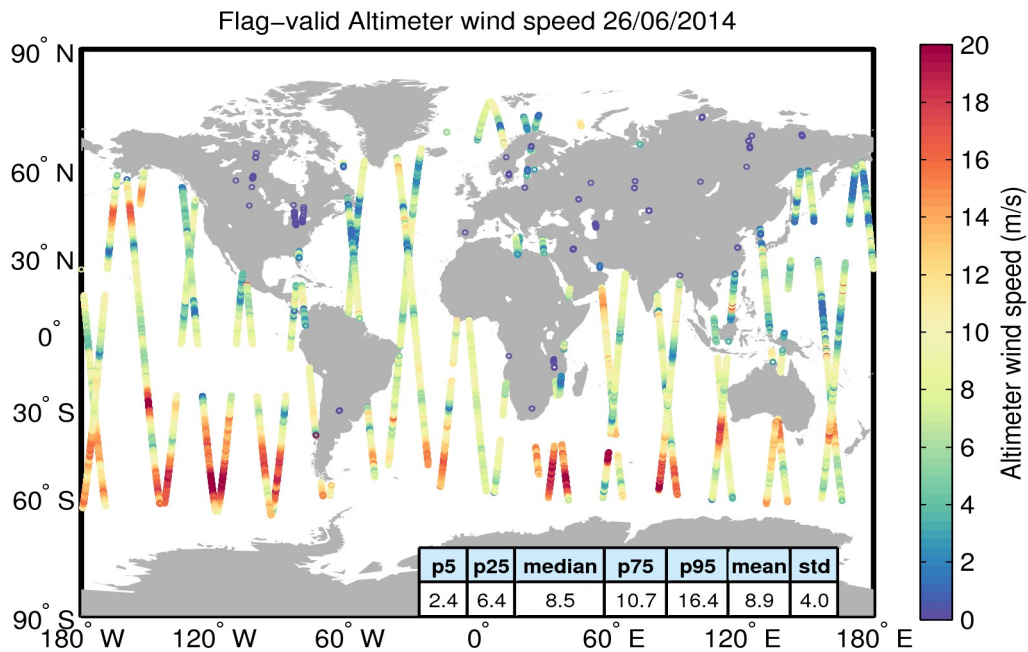 Flag−valid Altimeter wind speed 26/06/2014
90° N
60° N
30° N
0°
30° S
60° S
90° S
180° W
120° W
60° W
0°
60° E
120° E
180° E
20
18
16
14
12
10
8
6
4
2
0
Altimeter wind speed (m/s)
p5 p25 median p75 p95 mean std
2.4 6.4 8.5 10.7 16.4 8.9 4.0